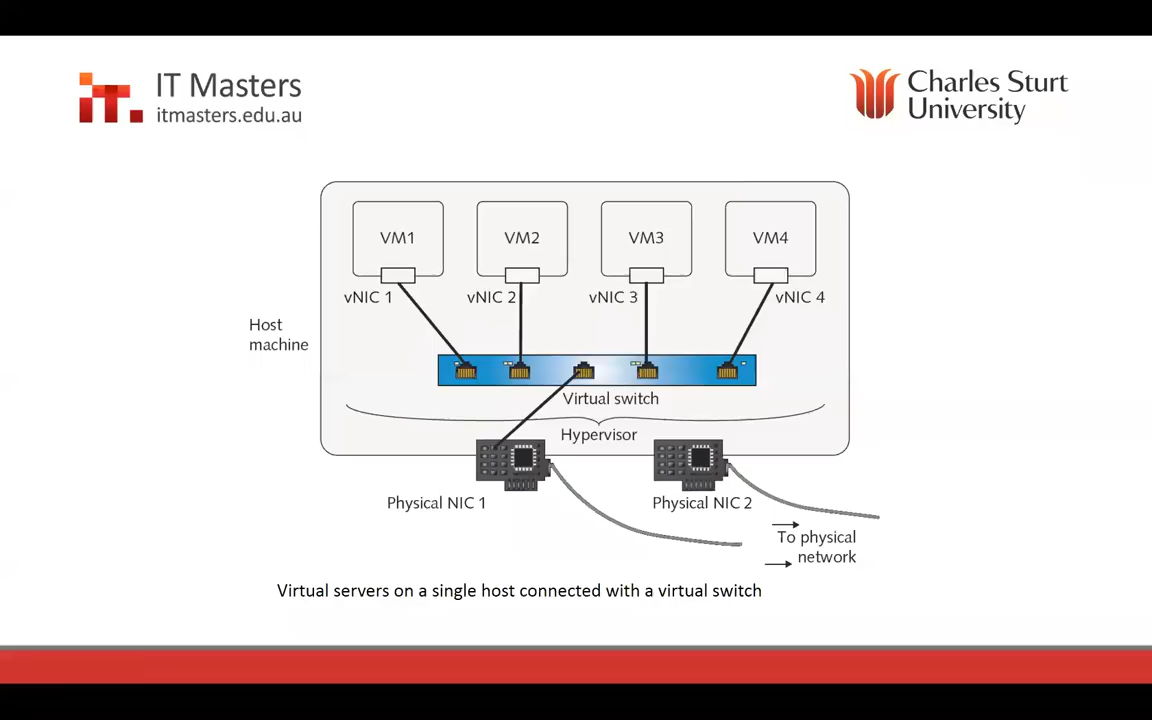 IT Masters
itmasters.edu.au
Charles Sturt
University
VM1
VM2
VM3
VM4
vNIC 1
vNIC 2
vNIC 3
vNIC 4
Host
machine
Virtual switch
Hypervisor
Physical NIC 1
Physical NIC 2
To physical
network
Virtual servers on a single host connected with a virtual switch